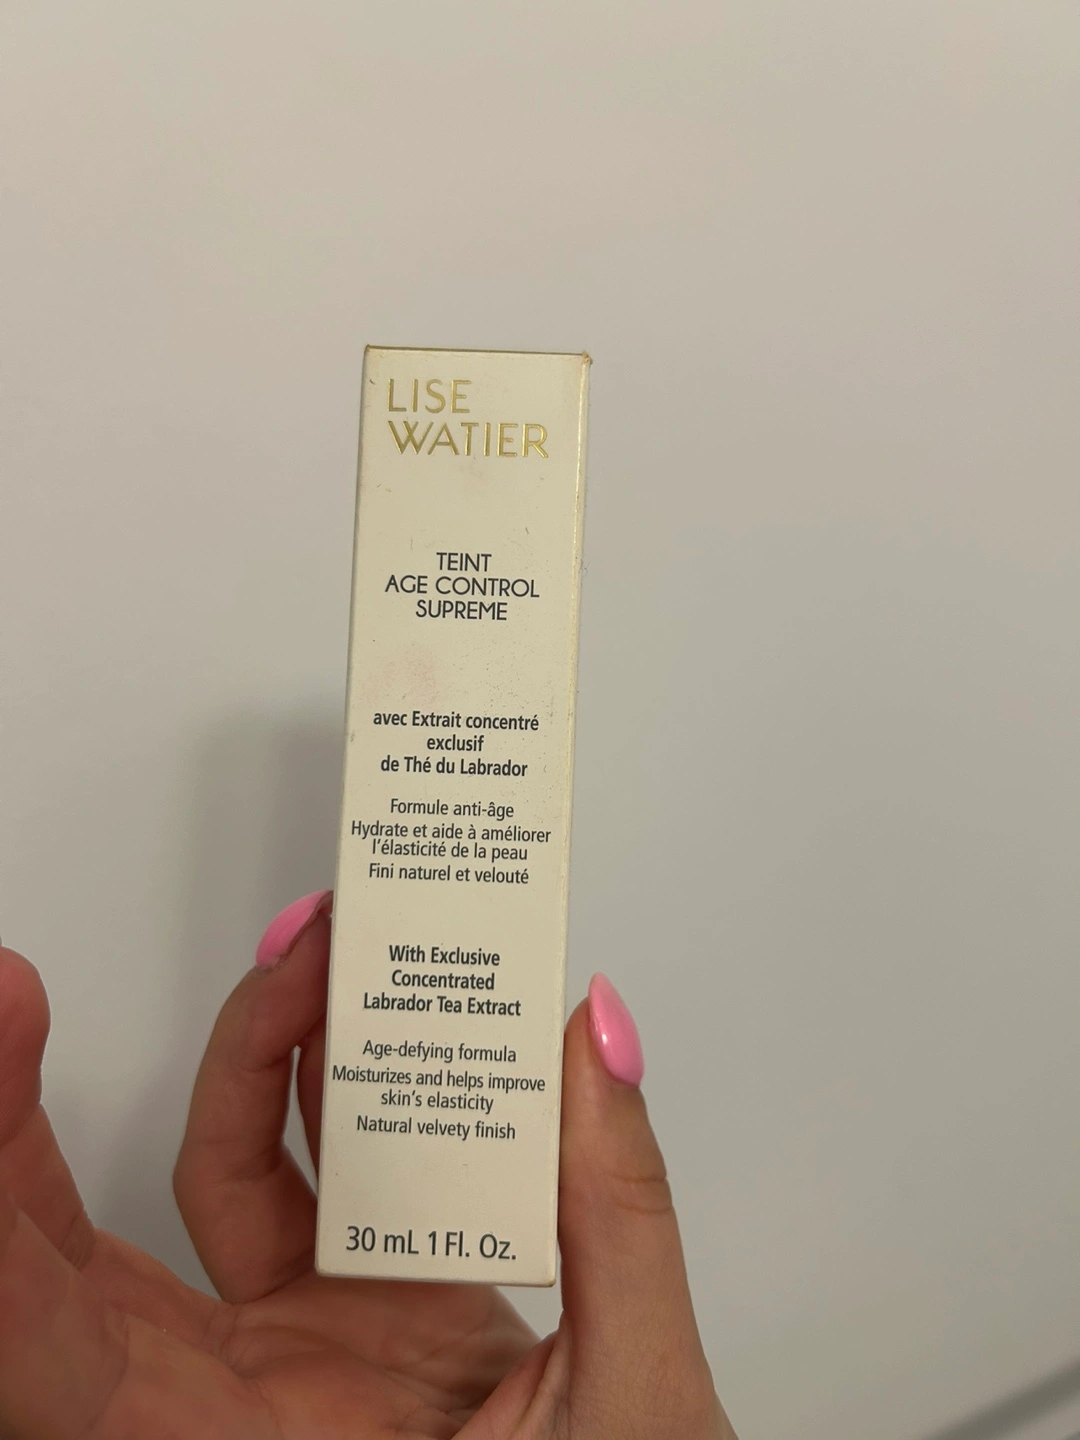 LISE
WATIER
TEINT
AGE CONTROL
SUPREME
avec Extrait concentré
exclusif
de Thé du Labrador
Formule anti-âge
Hydrate et aide à améliorer
l'élasticité de la peau
Fini naturel et velouté
With Exclusive
Concentrated
Labrador Tea Extract
Age-defying formula
Moisturizes and helps improve
skin's elasticity
Natural velvety finish
30 mL 1 Fl. Oz.